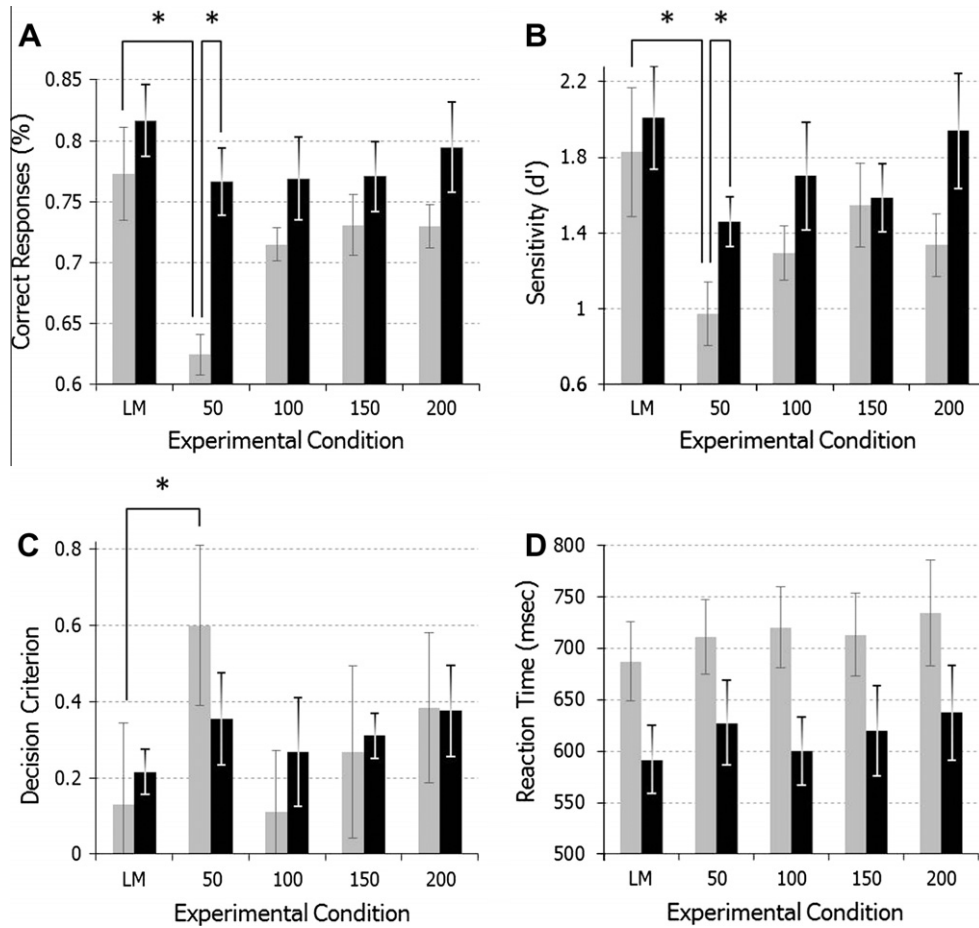 A
* *
Correct Responses (%)
0.85
0.8
0.75
0.7
0.65
0.6
LM 50 100 150 200
Experimental Condition
B
* *
Sensitivity (d')
2.2
1.8
1.4
1
0.6
LM 50 100 150 200
Experimental Condition
C
*
Decision Criterion
0.8
0.6
0.4
0.2
0
LM 50 100 150 200
Experimental Condition
D
Reaction Time (msec)
800
750
700
650
600
550
500
LM 50 100 150 200
Experimental Condition